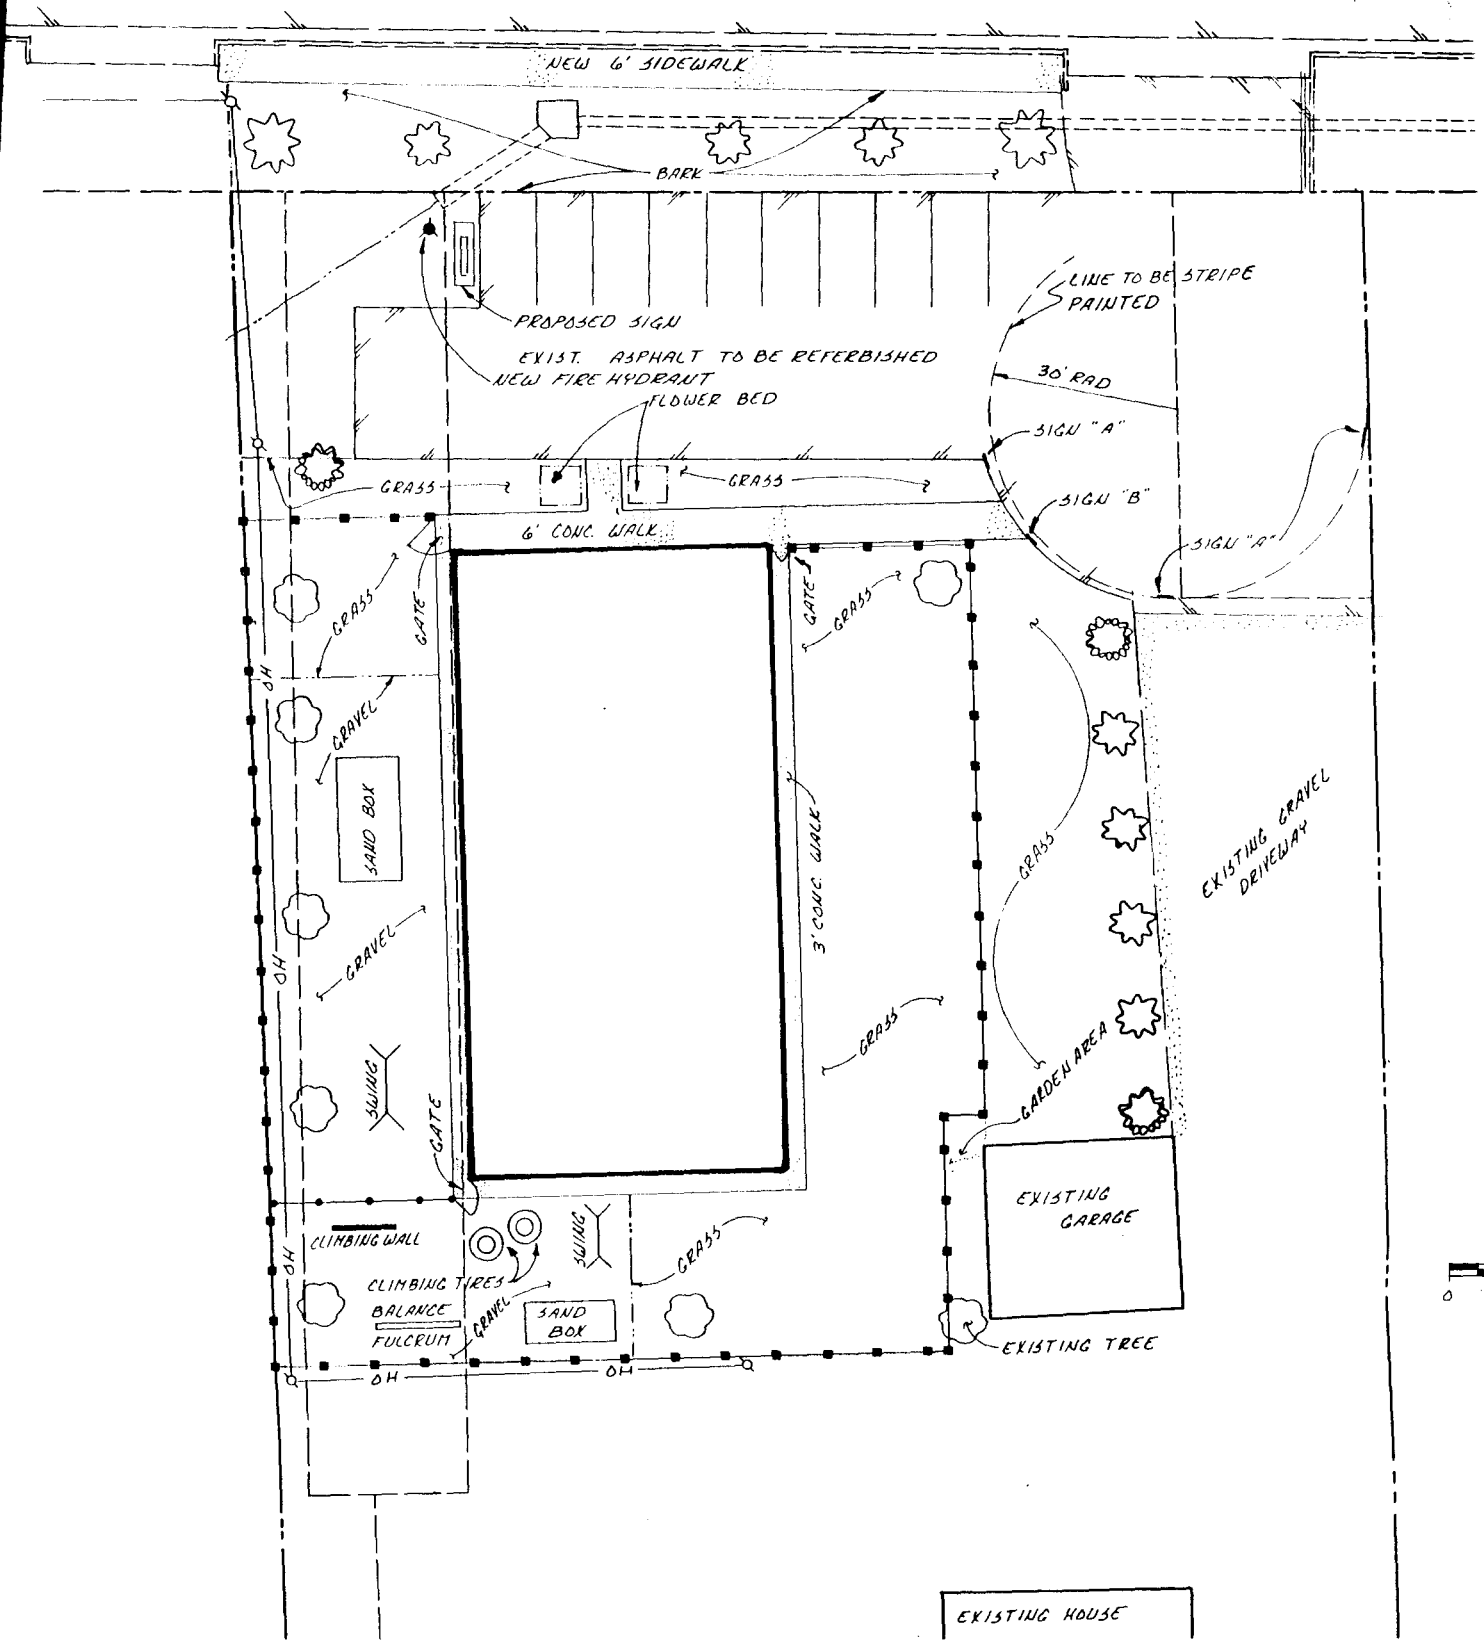 NEW 6' SIDEWALK
BARK
LINE TO BE STRIPE
PAINTED
PROPOSED SIGN
EXIST. ASPHALT TO BE REFERBISHED
NEW FIRE HYDRANT
30' RAD
FLOWER BED
SIGN "A"
GRASS
GRASS
SIGN "B"
6' CONC. WALK
SIGN "A"
GATE
GRASS
GATE
GRASS
OH
GRAVEL
SAND BOX
3' CONC. WALK
GRASS
EXISTING GRAVEL
DRIVEWAY
GRAVEL
OH
GRASS
SWING
GARDEN AREA
GATE
EXISTING
GARAGE
CLIMBING WALL
SWING
GRASS
OH
CLIMBING TIRES
BALANCE
FULCRUM
GRAVEL
SAND
BOX
0
EXISTING TREE
OH
OH
EXISTING HOUSE